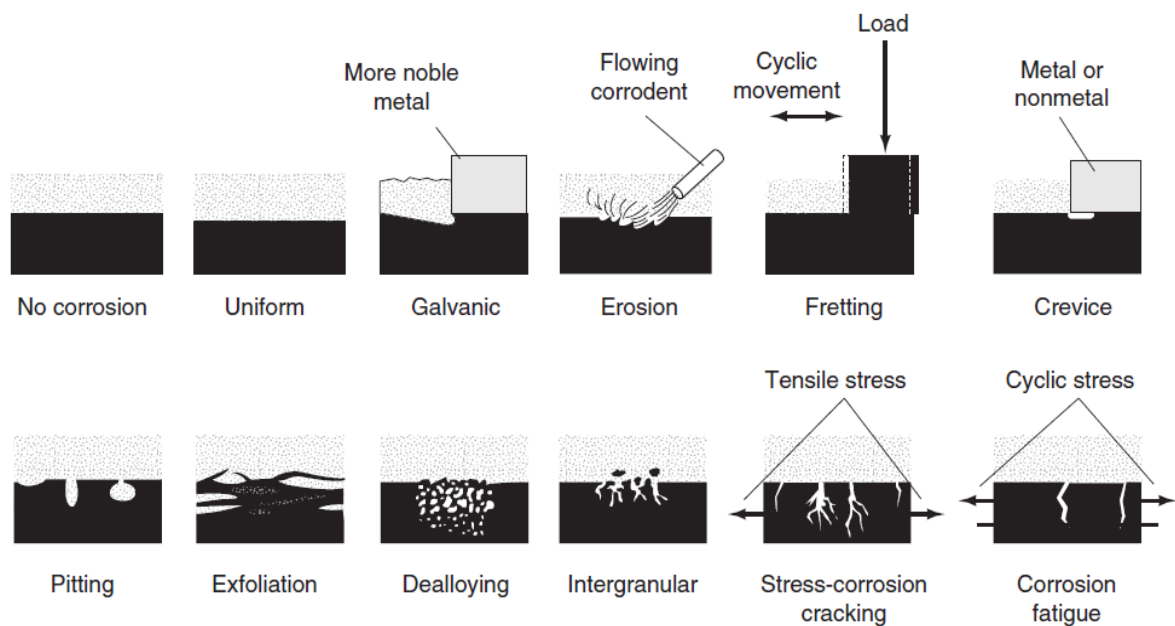 Load
More noble
metal
Flowing
corrodent
Cyclic
movement
Metal or
nonmetal
No corrosion
Uniform
Galvanic
Erosion
Fretting
Crevice
Tensile stress
Cyclic stress
Pitting
Exfoliation
Dealloying
Intergranular
Stress-corrosion
cracking
Corrosion
fatigue